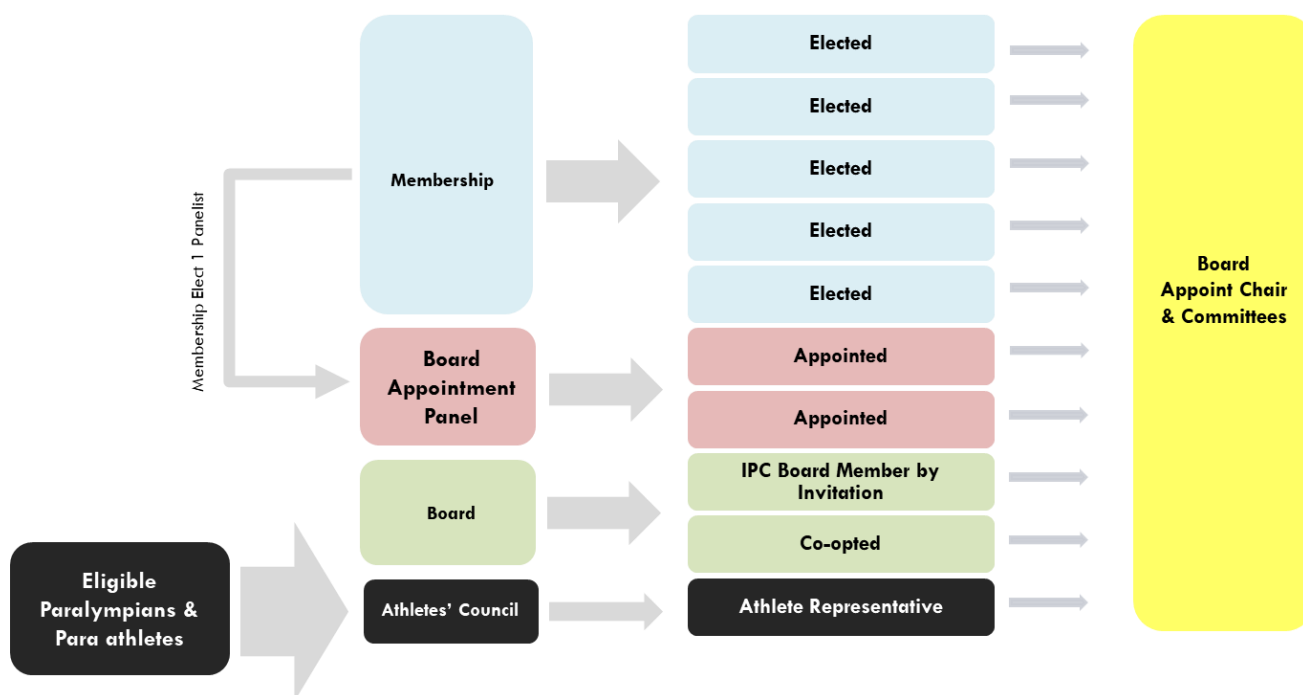 Membership Elect 1 Panelist
Membership
Board
Appointment
Panel
Board
Eligible
Paralympians &
Para athletes
Athletes’ Council
Elected
Elected
Elected
Elected
Elected
Appointed
Appointed
IPC Board Member by
Invitation
Co-opted
Athlete Representative
Board
Appoint Chair
& Committees